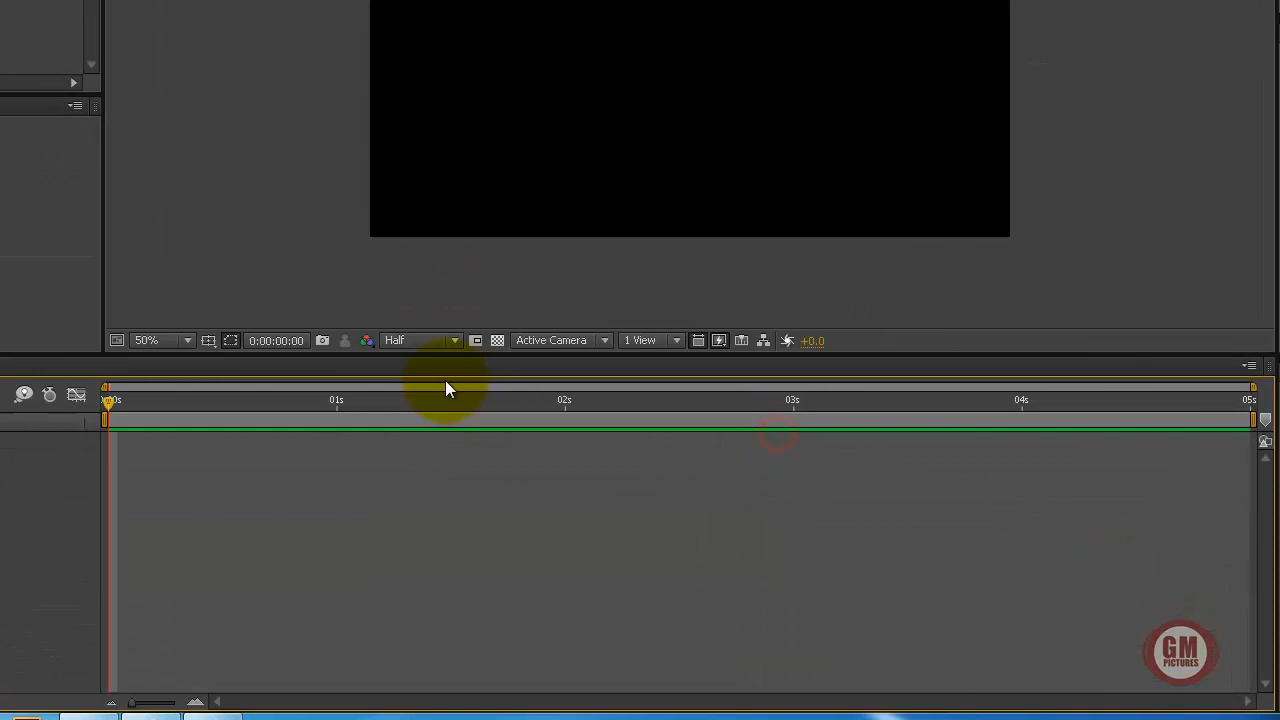 50%
0:00:00:00
Half
Active Camera
1 View
+0.0
01s
02s
03s
04s
05s
GM
PICTURES